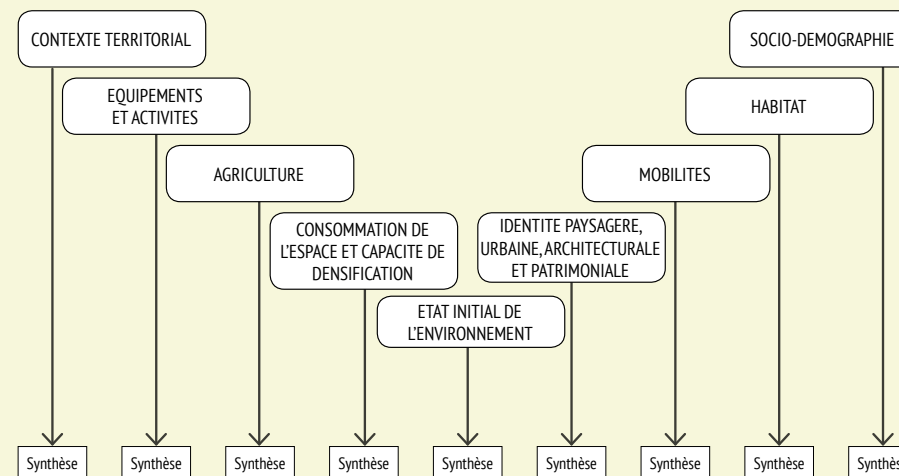 CONTEXTE TERRITORIAL
SOCIO-DEMOGRAPHIE
EQUIPEMENTS
ET ACTIVITES
HABITAT
AGRICULTURE
MOBILITES
CONSOMMATION DE
L'ESPACE ET CAPACITE DE
DENSIFICATION
IDENTITE PAYSAGERE,
URBAINE, ARCHITECTURALE
ET PATRIMONIALE
ETAT INITIAL DE
L'ENVIRONNEMENT
Synthèse
Synthèse
Synthèse
Synthèse
Synthèse
Synthèse
Synthèse
Synthèse
Synthès